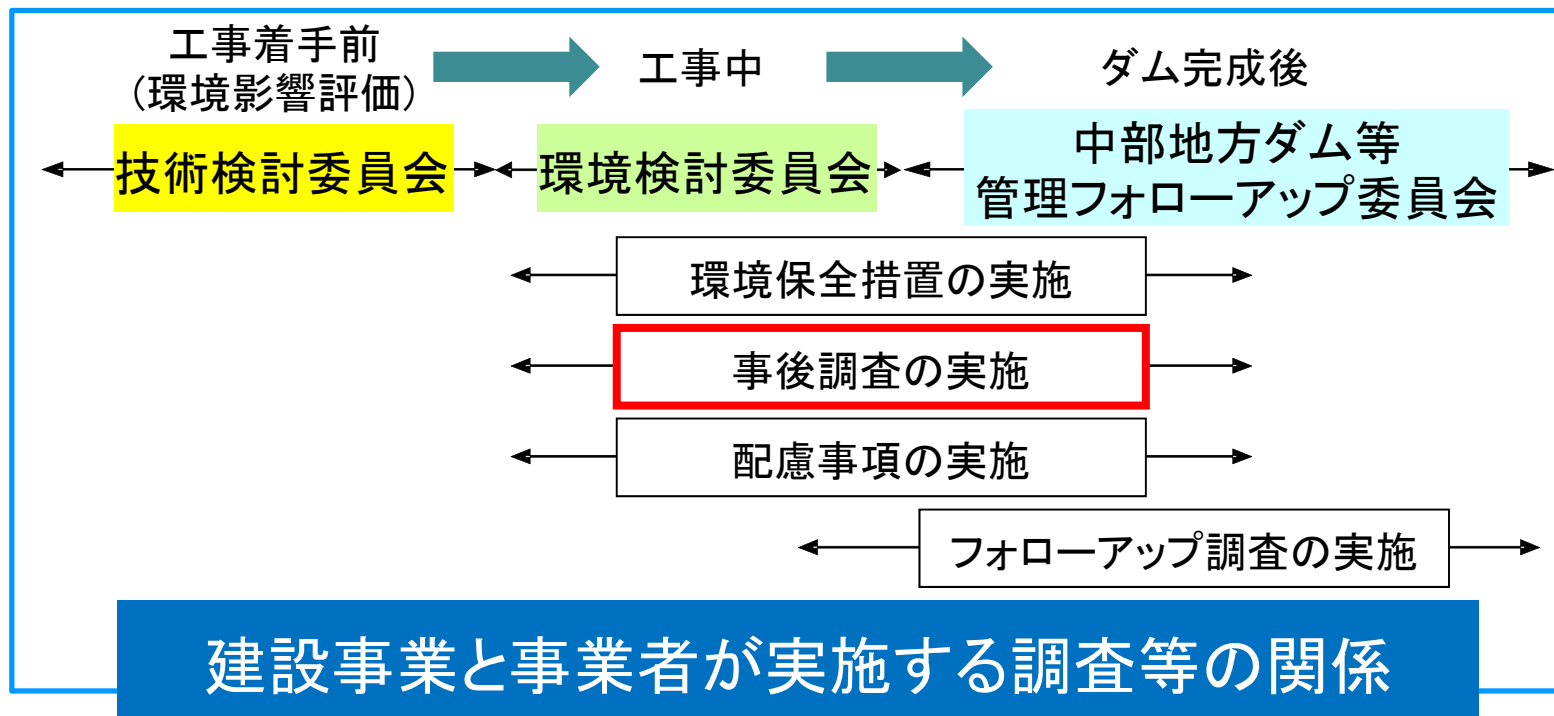 工事着手前
(環境影響評価)
工事中
ダム完成後
技術検討委員会
環境検討委員会
中部地方ダム等
管理フォローアップ委員会
環境保全措置の実施
事後調査の実施
配慮事項の実施
フォローアップ調査の実施
建設事業と事業者が実施する調査等の関係